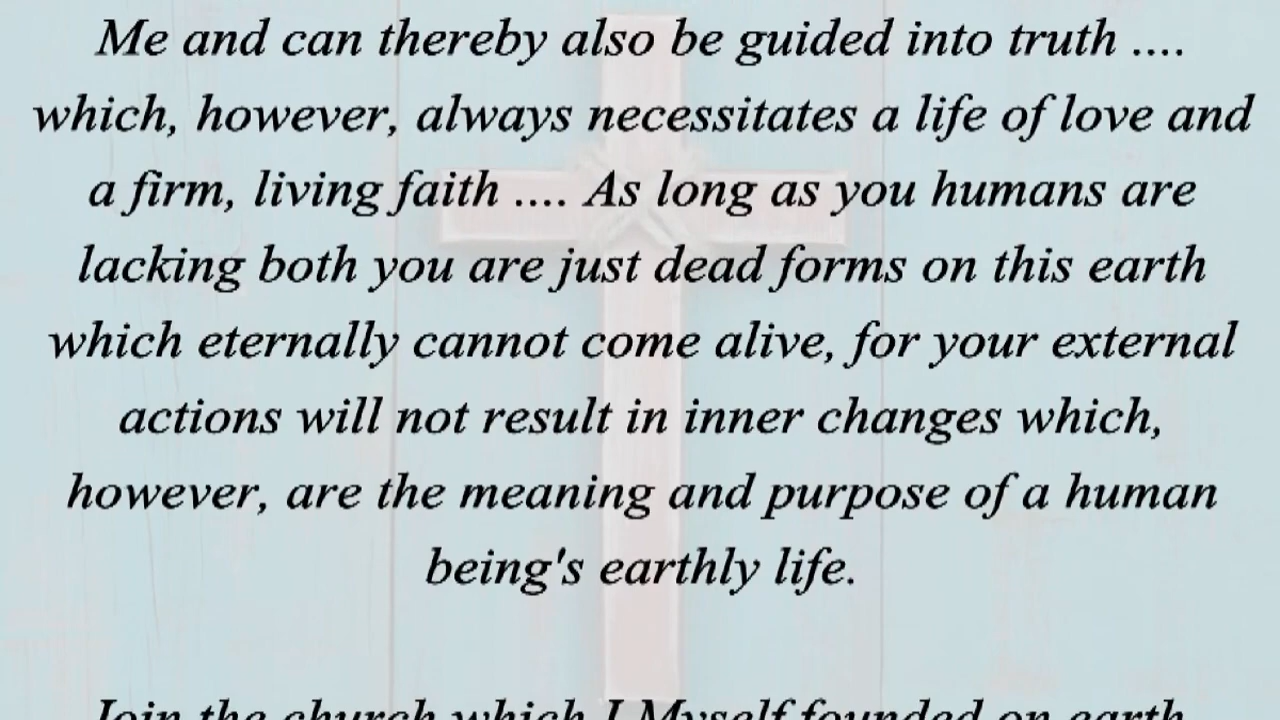 Me and can thereby also be guided into truth ....
which, however, always necessitates a life of love and
a firm, living faith .... As long as you humans are
lacking both you are just dead forms on this earth
which eternally cannot come alive, for your external
actions will not result in inner changes which,
however, are the meaning and purpose of a human
being's earthly life.
Join the church which I Myself founded on earth